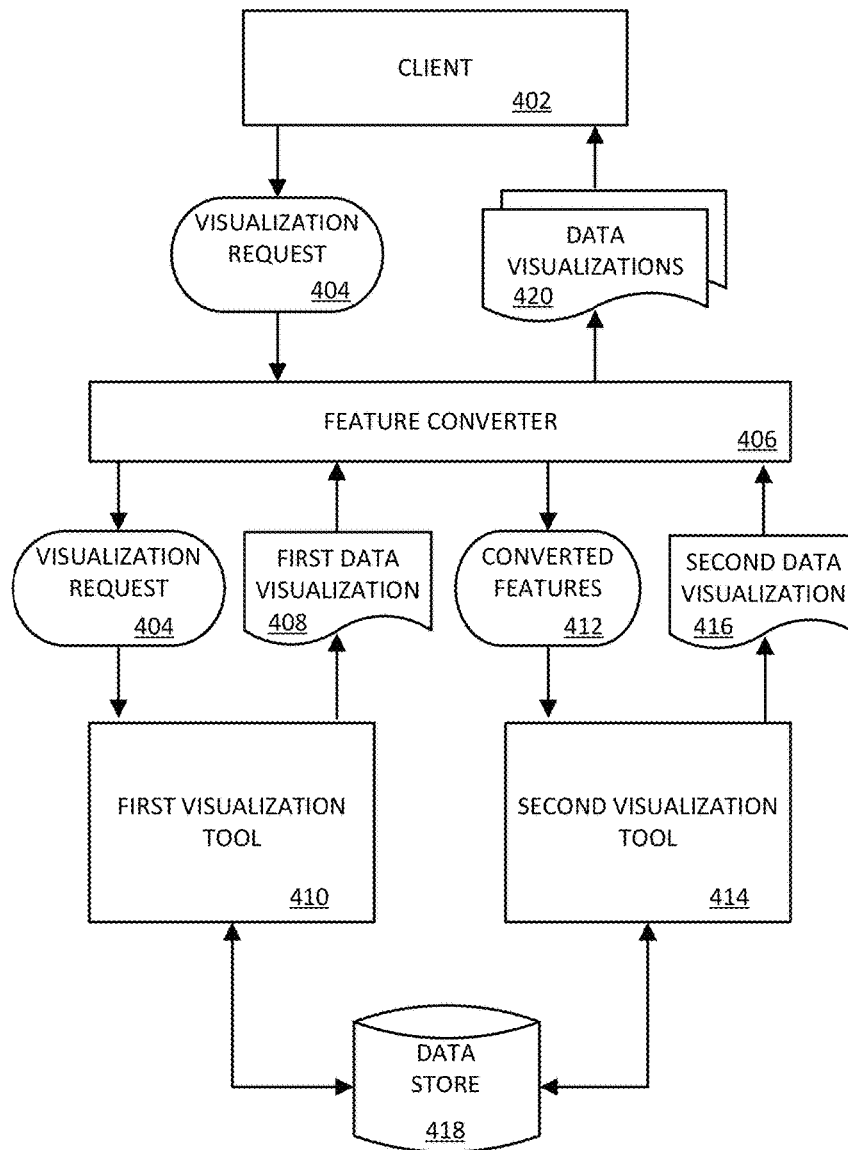 CLIENT
402
VISUALIZATION
REQUEST
404
DATA
VISUALIZATIONS
420
FEATURE CONVERTER
406
VISUALIZATION
REQUEST
404
FIRST DATA
VISUALIZATION
408
CONVERTED
FEATURES
412
SECOND DATA
VISUALIZATION
416
FIRST VISUALIZATION
TOOL
410
SECOND VISUALIZATION
TOOL
414
DATA
STORE
418